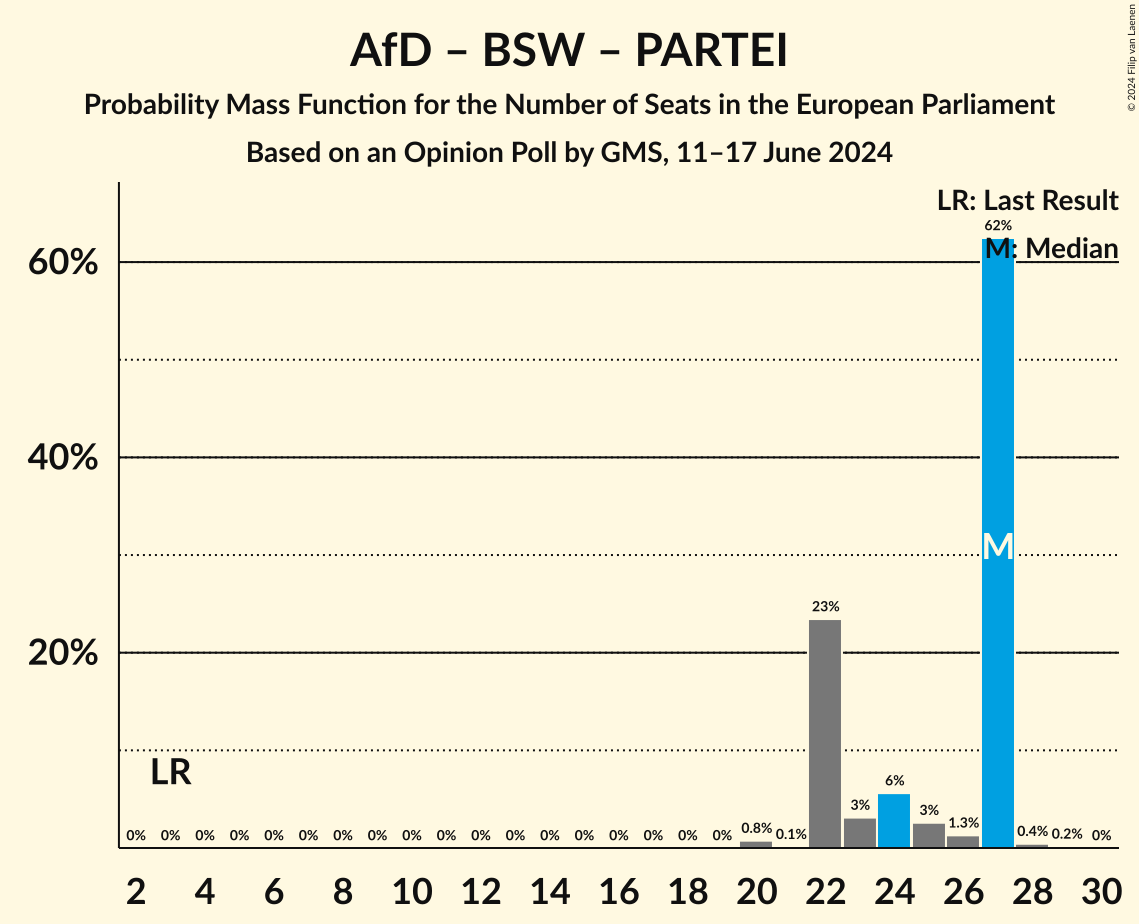 AfD – BSW – PARTEI
Probability Mass Function for the Number of Seats in the European Parliament
Based on an Opinion Poll by GMS, 11–17 June 2024
© 2024 Filip van Laenen
LR: Last Result
M: Median
60%
40%
20%
LR
M
0% 0% 0% 0% 0% 0% 0% 0% 0% 0% 0% 0% 0% 0% 0% 0% 0% 0% 0.8% 0.1% 23% 3% 6% 3% 1.3% 62% 0.4% 0.2% 0%
2 4 6 8 10 12 14 16 18 20 22 24 26 28 30